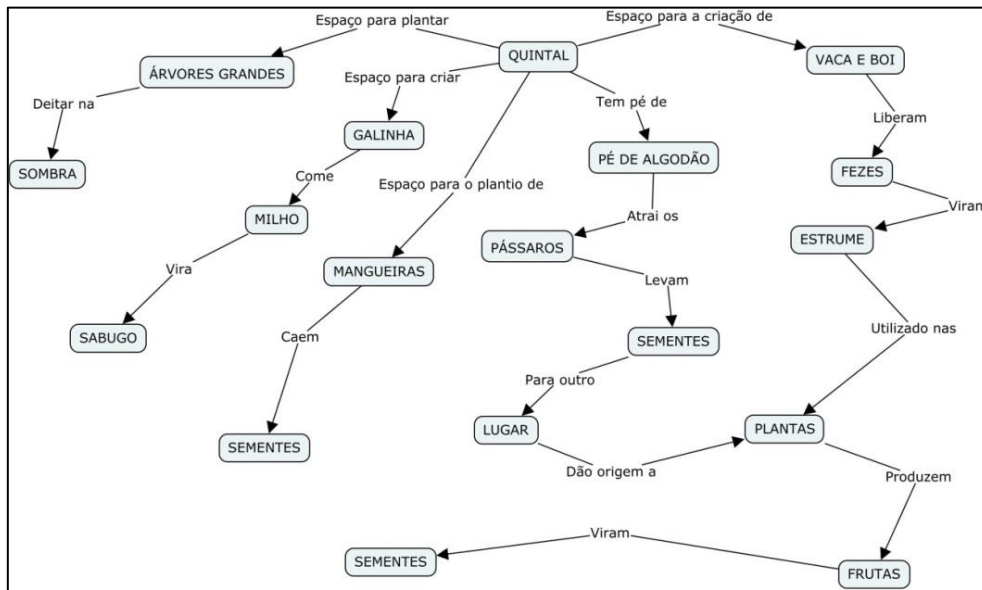 Espaço para plantar
Espaço para a criação de
QUINTAL
VACA E BOI
ÁRVORES GRANDES
Espaço para criar
Deitar na
Tem pé de
Liberam
GALINHA
PÉ DE ALGODÃO
SOMBRA
FEZES
Come
Espaço para o plantio de
Viram
MILHO
Atrai os
ESTRUME
PÁSSAROS
Vira
MANGUEIRAS
Levam
Utilizado nas
SABUGO
Caem
SEMENTES
Para outro
LUGAR
PLANTAS
SEMENTES
Dão origem a
Produzem
Viram
SEMENTES
FRUTAS